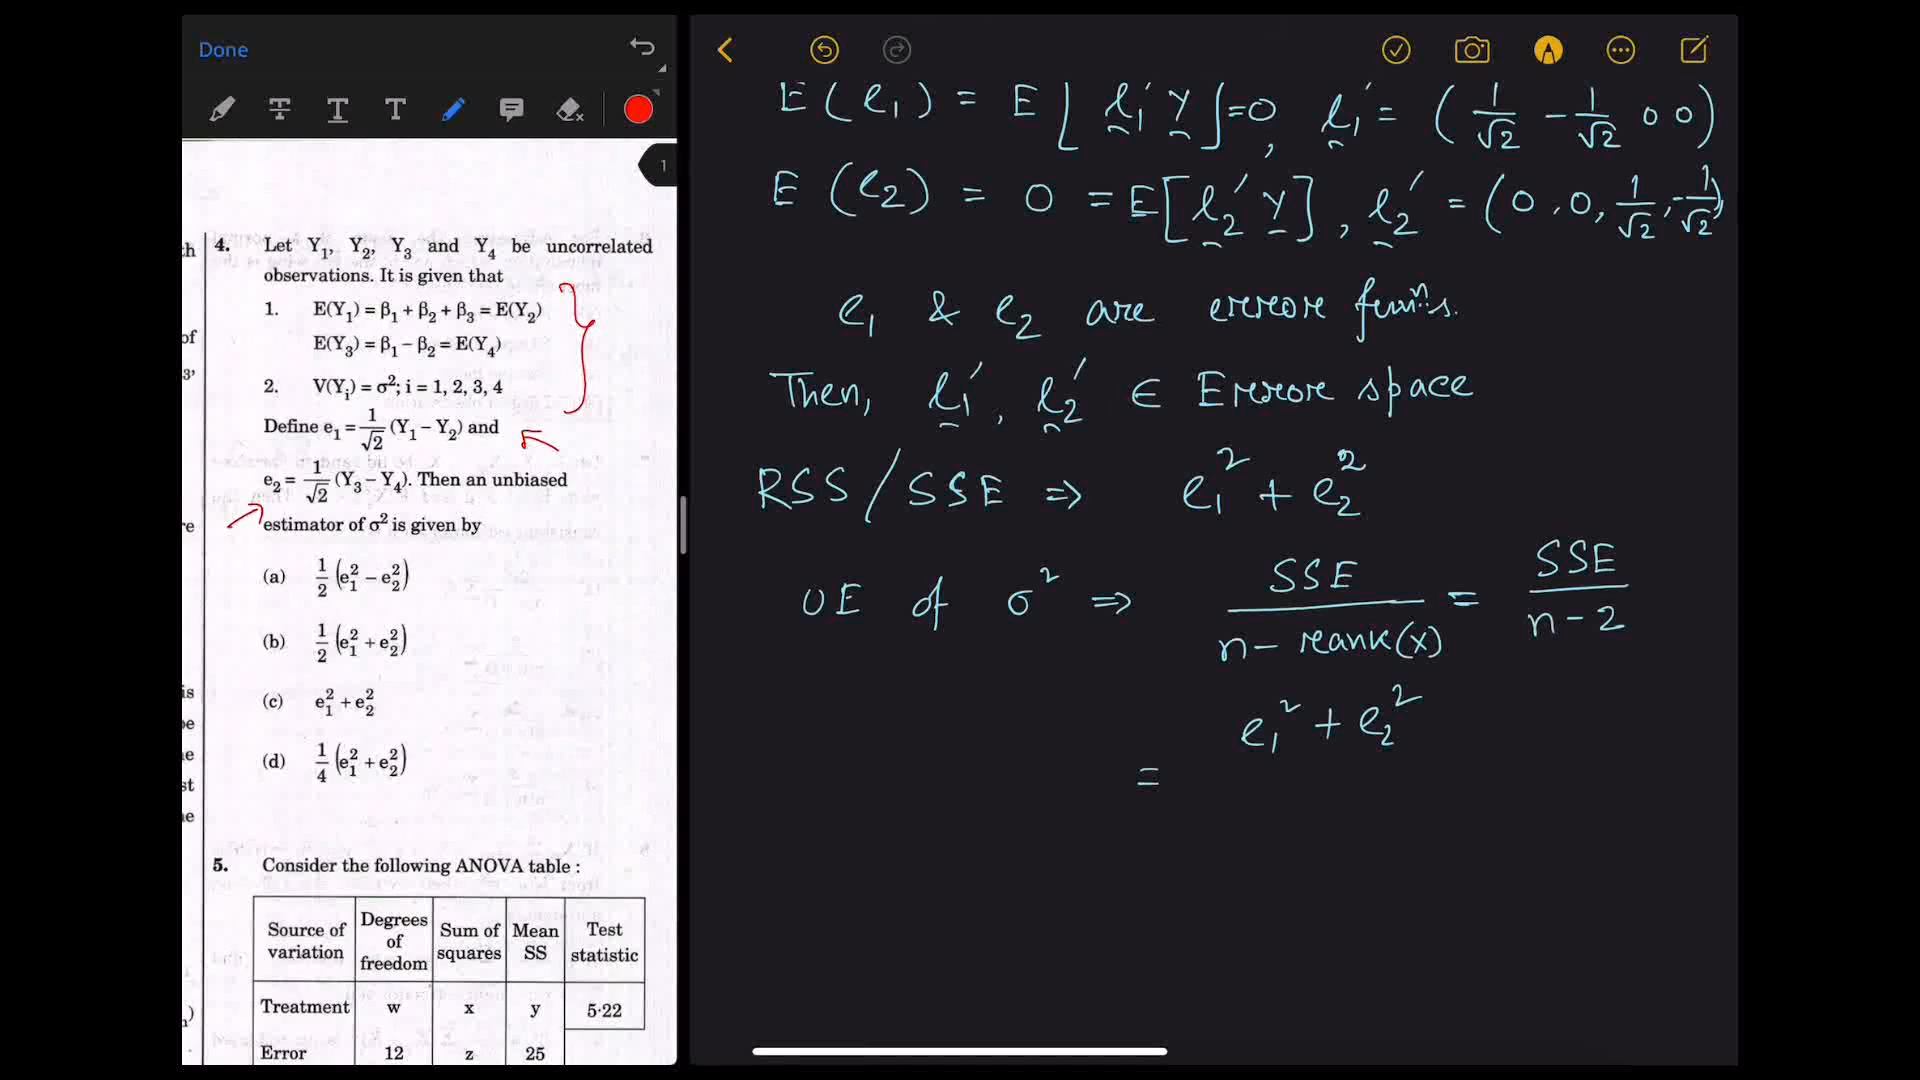 Done
1
4. Let Y₁, Y₂, Y₃ and Y₄ be uncorrelated
observations. It is given that
1. E(Y₁) = β₁ + β₂ + β₃ = E(Y₂)
E(Y₃) = β₁ − β₂ = E(Y₄)
2. V(Yᵢ) = σ²; i = 1, 2, 3, 4
Define e₁ = 1/√2 (Y₁ − Y₂) and
e₂ = 1/√2 (Y₃ − Y₄). Then an unbiased
estimator of σ² is given by
(a) 1/2 (e₁² − e₂²)
(b) 1/2 (e₁² + e₂²)
(c) e₁² + e₂²
(d) 1/4 (e₁² + e₂²)
5. Consider the following ANOVA table :
Source of variation | Degrees of freedom | Sum of squares | Mean SS | Test statistic
Treatment w x y 5·22
Error 12 z 25
E(e₁) = E[l₁' Y] = 0, l₁' = (1/√2 −1/√2 0 0)
E(e₂) = 0 = E[l₂' Y], l₂' = (0, 0, 1/√2, −1/√2)
e₁ & e₂ are error funⁿs.
Then, l₁', l₂' ∈ Error space
RSS/SSE ⇒ e₁² + e₂²
UE of σ² ⇒ SSE/(n − rank(x)) = SSE/(n − 2)
e₁² + e₂²
=